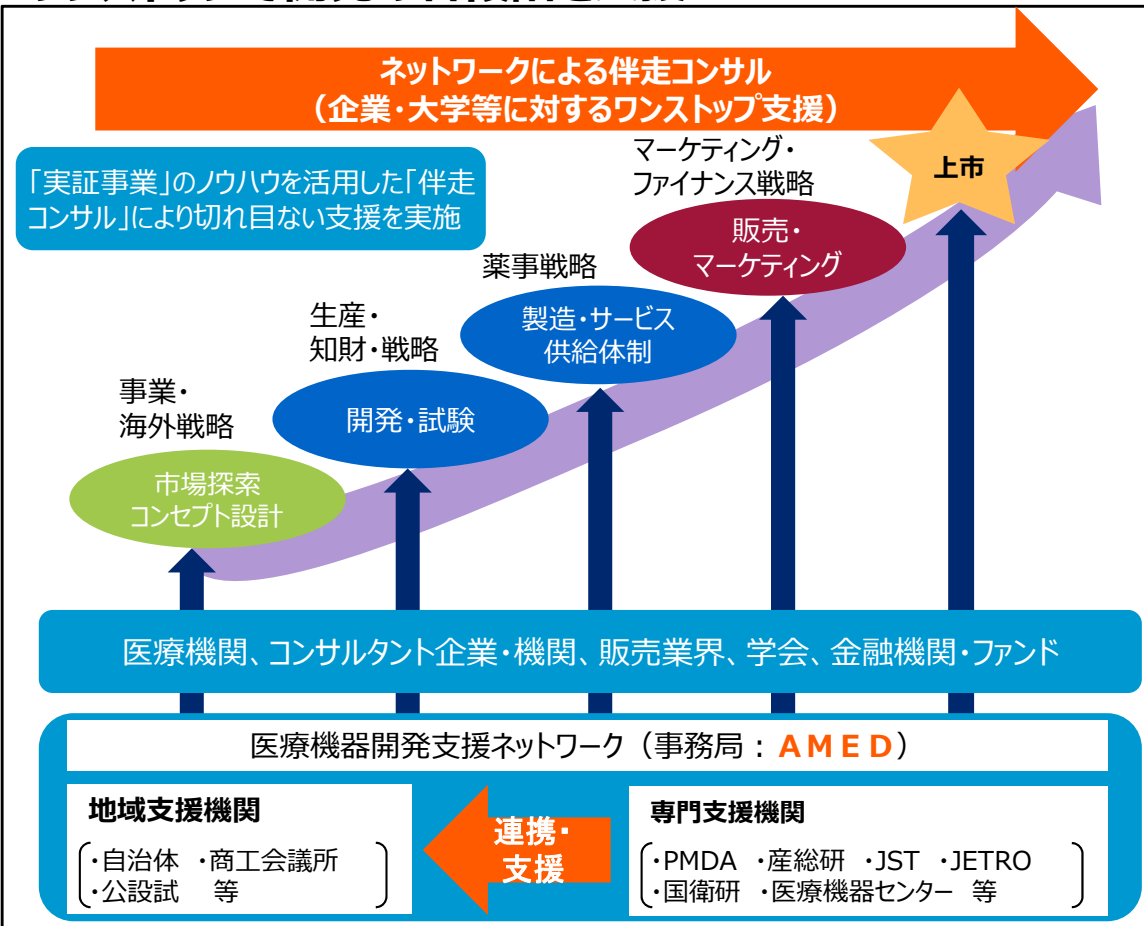 ネットワークによる伴走コンサル
（企業・大学等に対するワンストップ支援）
「実証事業」のノウハウを活用した「伴走
コンサル」により切れ目ない支援を実施
マーケティング・
ファイナンス戦略
上市
販売・
マーケティング
薬事戦略
製造・サービス
供給体制
生産・
知財・戦略
開発・試験
事業・
海外戦略
市場探索
コンセプト設計
医療機関、コンサルタント企業・機関、販売業界、学会、金融機関・ファンド
医療機器開発支援ネットワーク（事務局：ＡＭＥＤ）
地域支援機関
・自治体 ・商工会議所
・公設試 等
連携・
支援
専門支援機関
・PMDA ・産総研 ・JST ・JETRO
・国衛研 ・医療機器センター 等